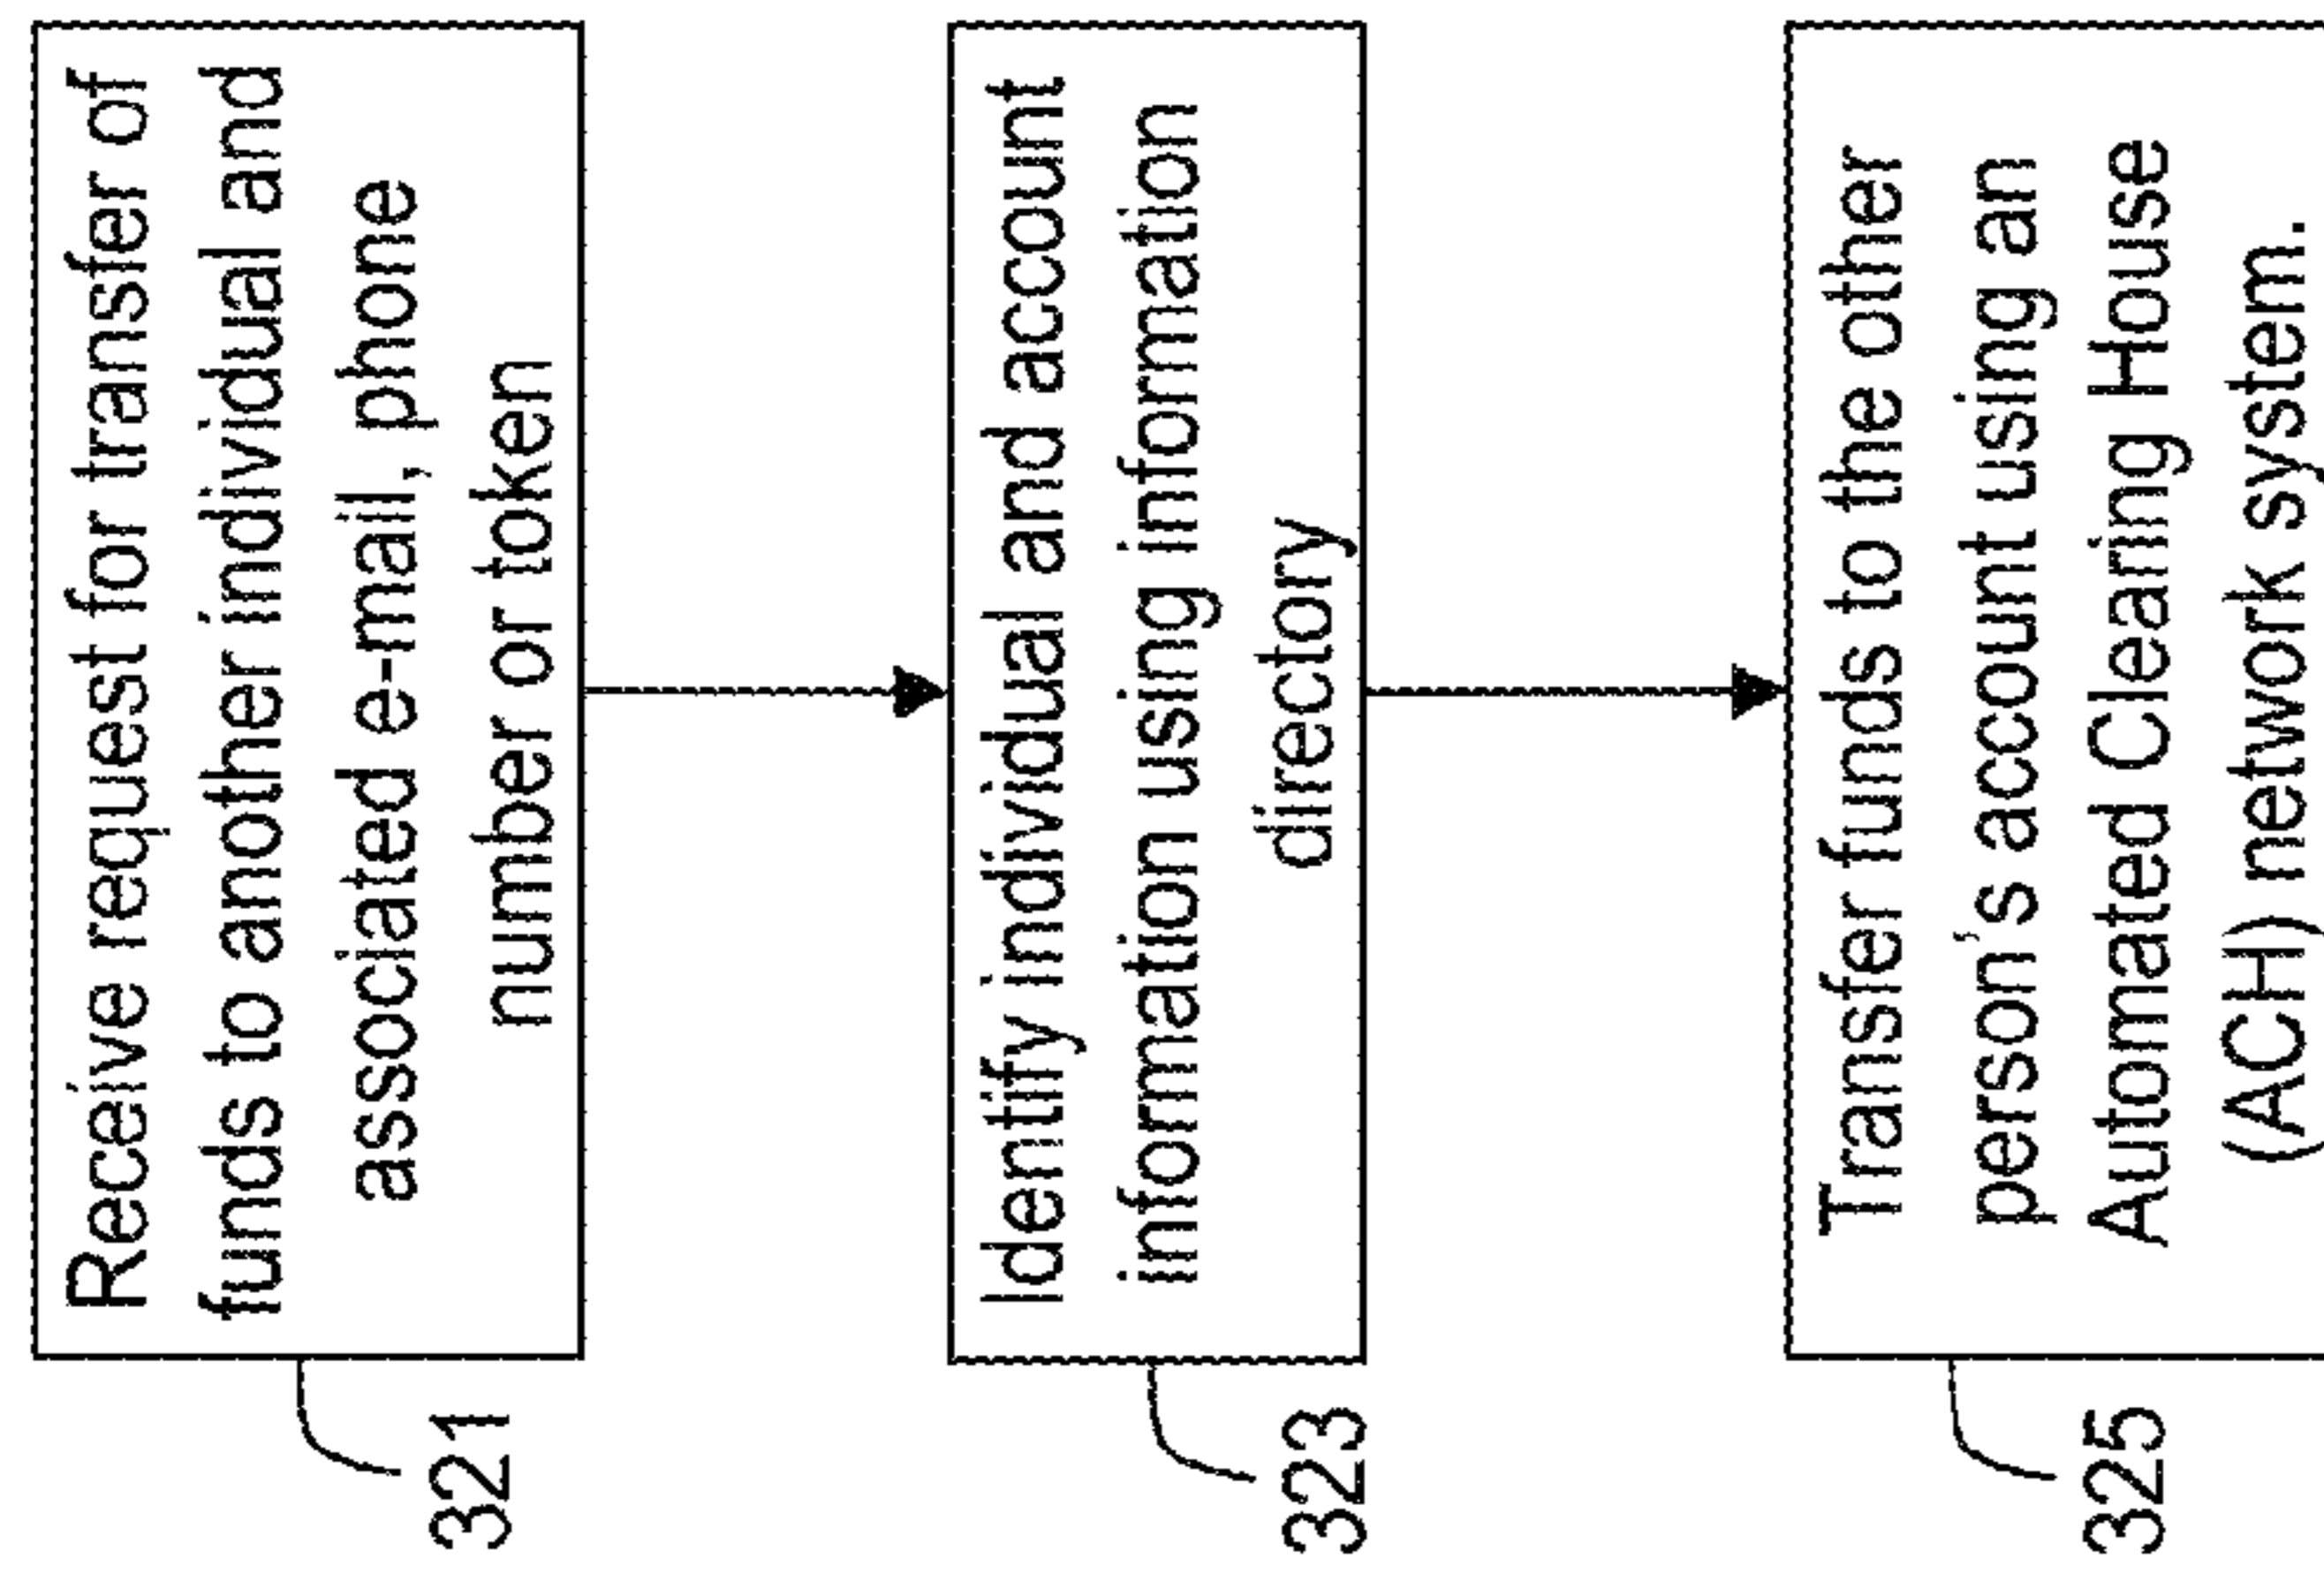 Receive request for transfer of
funds to another individual and
associated e-mail, phone
number or token
321
Identify individual and account
information using information
directory
323
Transfer funds to the other
person's account using an
Automated Clearing House
(ACH) network system.
325